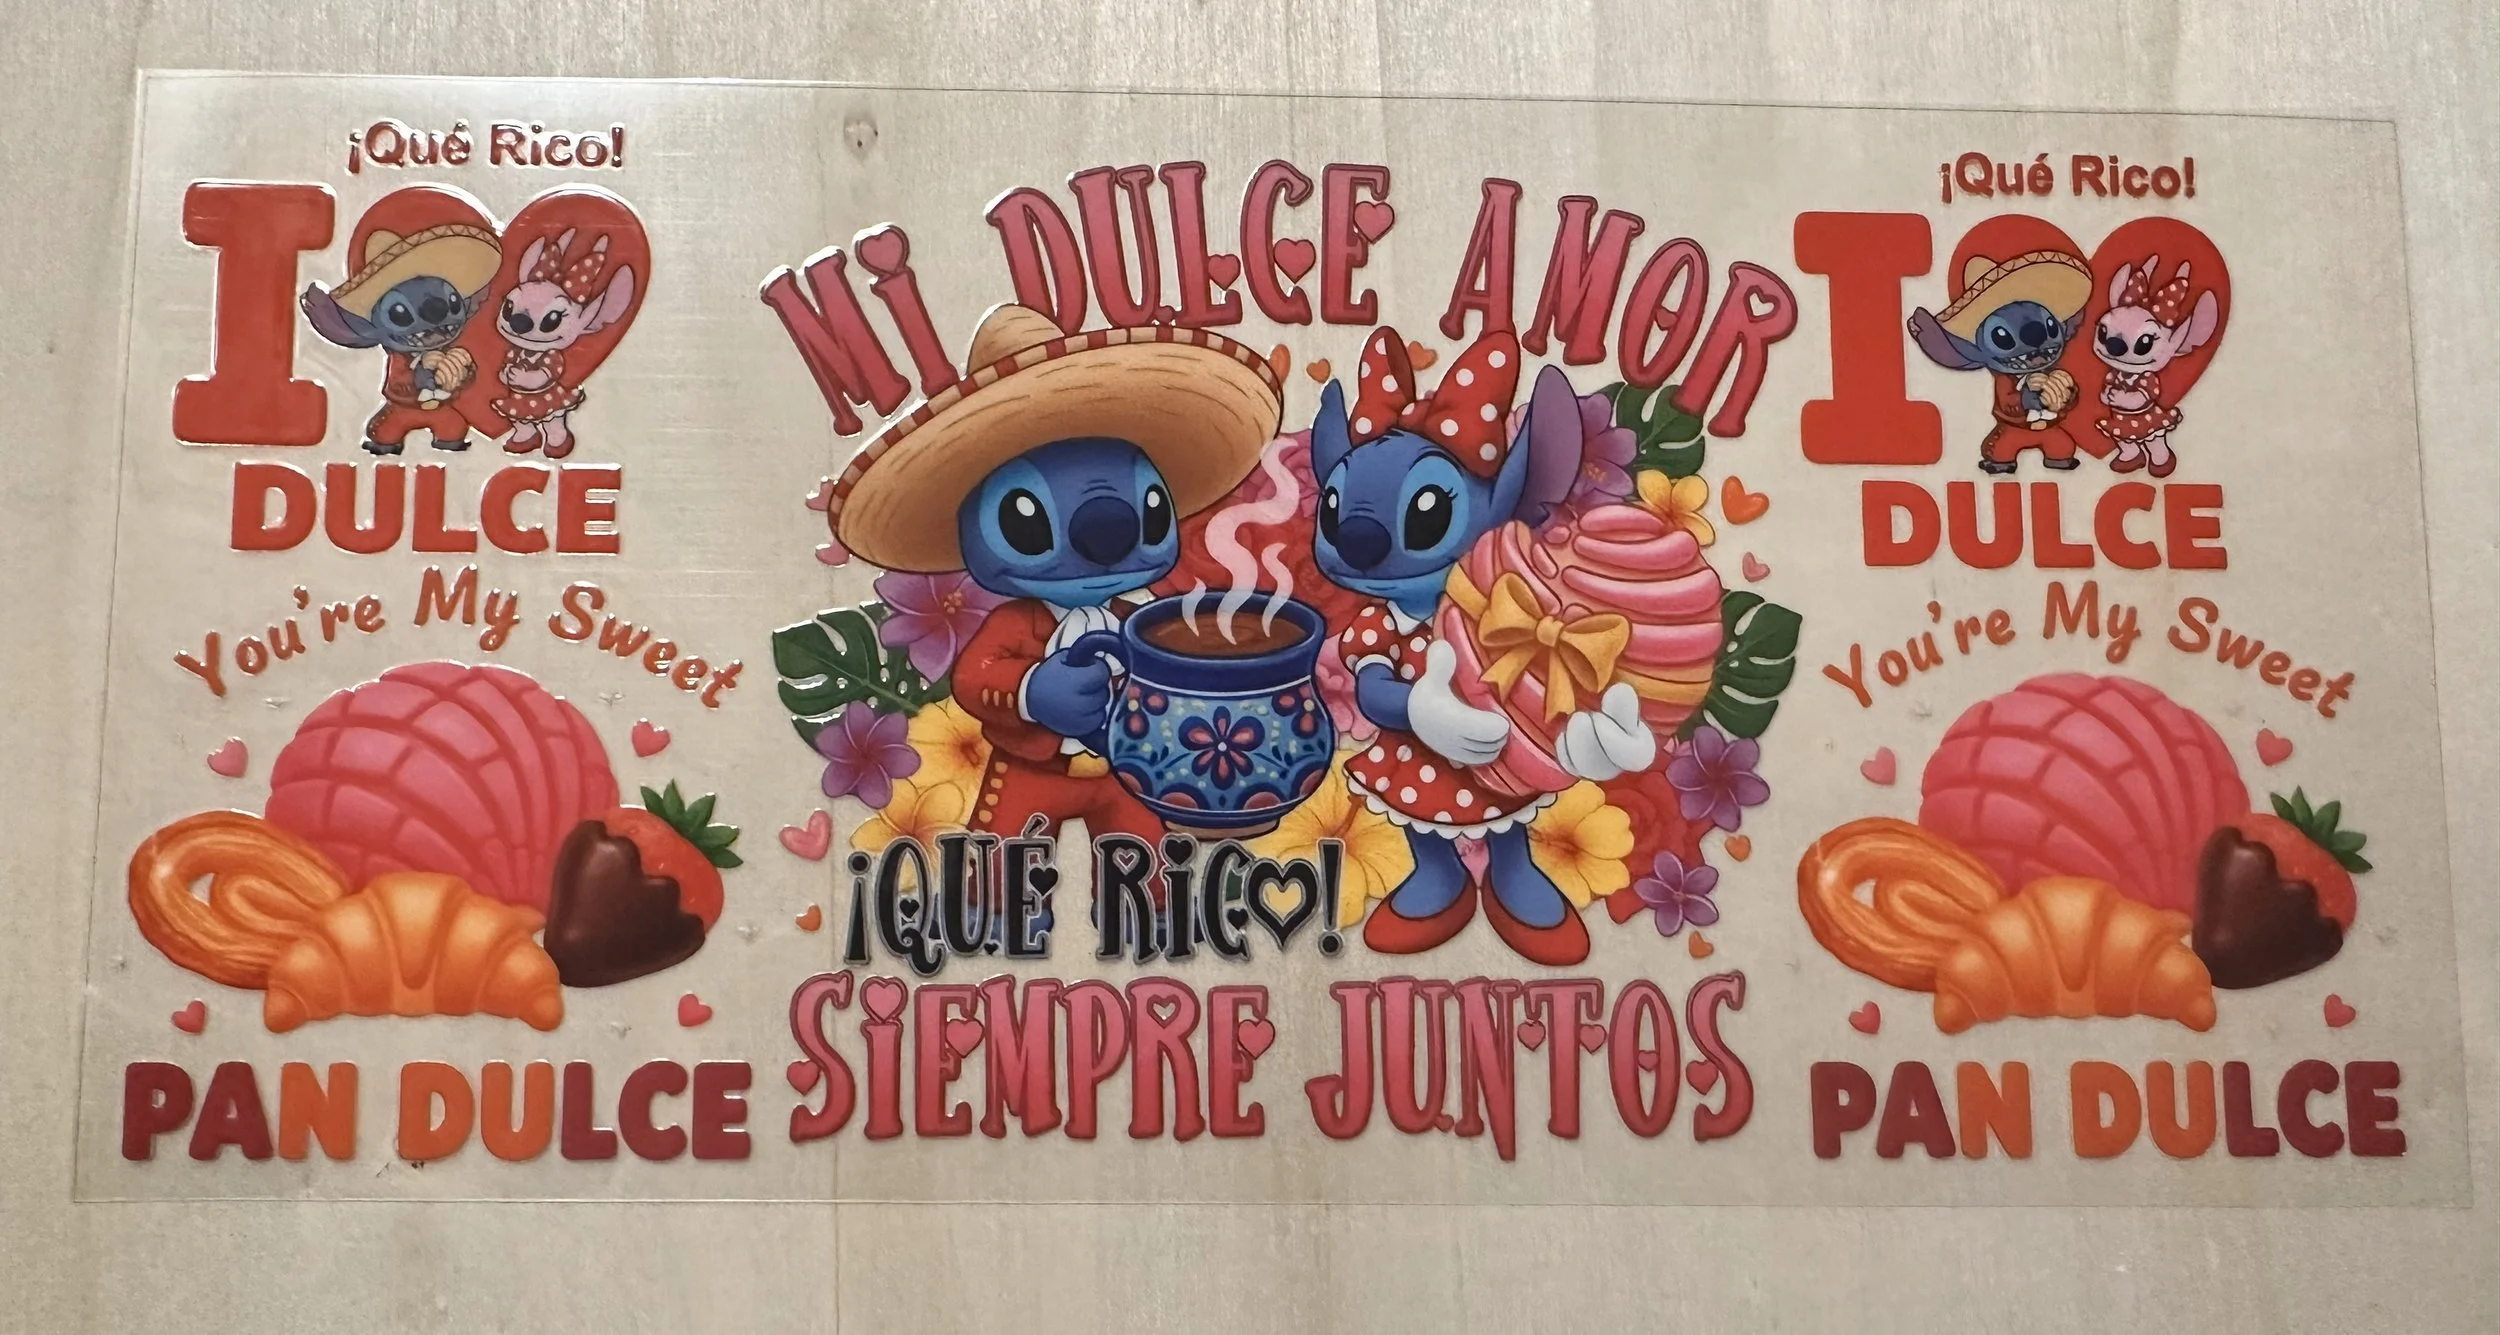 ¡Qué Rico!
I
DULCE
You're My Sweet
PAN DULCE
Mi DULCE AMOR
¡QUÉ RiCO!
SiEMPRE JUNTOS
¡Qué Rico!
I
DULCE
You're My Sweet
PAN DULCE